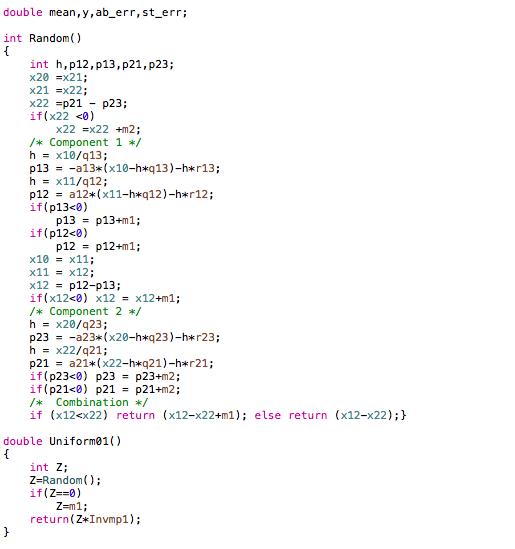 double mean,y,ab_err,st_err;
int Random()
{
int h,p12,p13,p21,p23;
x20 =x21;
x21 =x22;
x22 =p21 - p23;
if(x22 <0)
x22 =x22 +m2;
/* Component 1 */
h = x10/q13;
p13 = -a13*(x10-h*q13)-h*r13;
h = x11/q12;
p12 = a12*(x11-h*q12)-h*r12;
if(p13<0)
p13 = p13+m1;
if(p12<0)
p12 = p12+m1;
x10 = x11;
x11 = x12;
x12 = p12-p13;
if(x12<0) x12 = x12+m1;
/* Component 2 */
h = x20/q23;
p23 = -a23*(x20-h*q23)-h*r23;
h = x22/q21;
p21 = a21*(x22-h*q21)-h*r21;
if(p23<0) p23 = p23+m2;
if(p21<0) p21 = p21+m2;
/* Combination */
if (x12<x22) return (x12-x22+m1); else return (x12-x22);}
double Uniform01()
{
int Z;
Z=Random();
if(Z==0)
Z=m1;
return(Z*Invmp1);
}